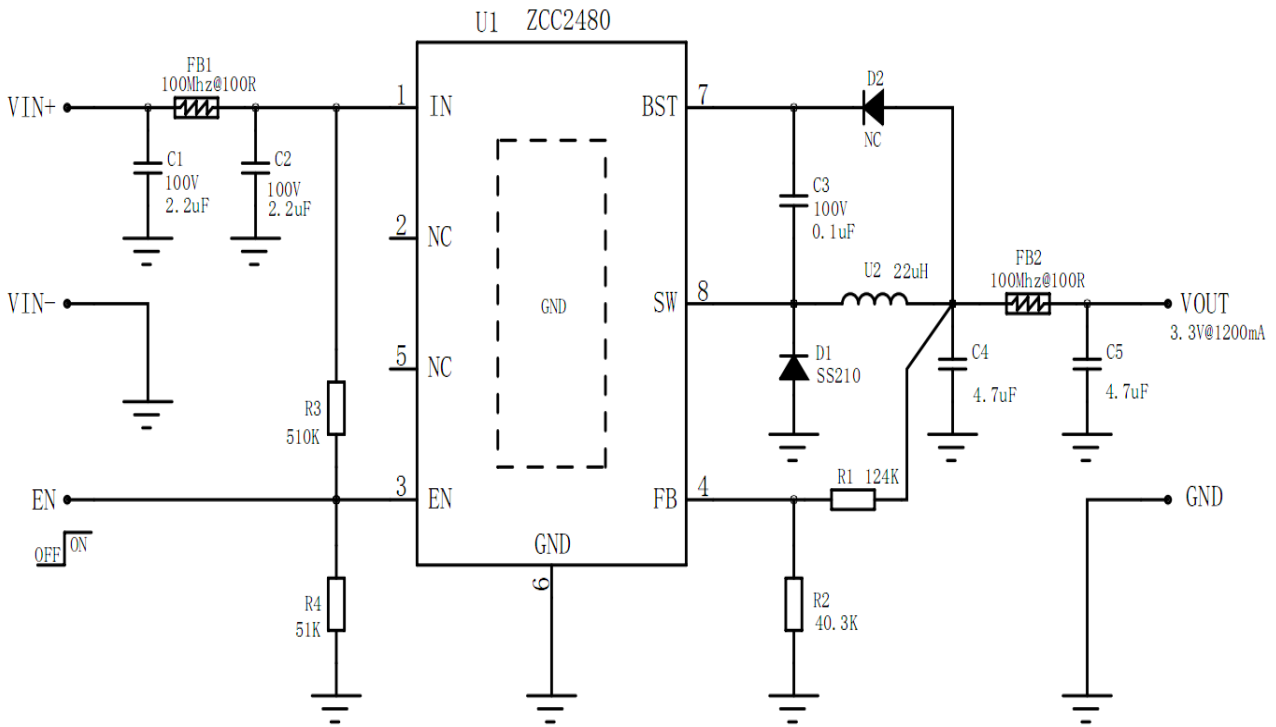 U1 ZCC2480
FB1
100Mhz@100R
VIN+
1
IN
C1
100V
2.2uF
C2
100V
2.2uF
2
NC
VIN-
5
NC
R3
510K
EN
3
EN
OFF
ON
R4
51K
GND
GND
6
BST
7
D2
NC
C3
100V
0.1uF
SW
8
U2 22uH
FB2
100Mhz@100R
VOUT
3.3V@1200mA
D1
SS210
C4
4.7uF
C5
4.7uF
FB
4
R1 124K
R2
40.3K
GND